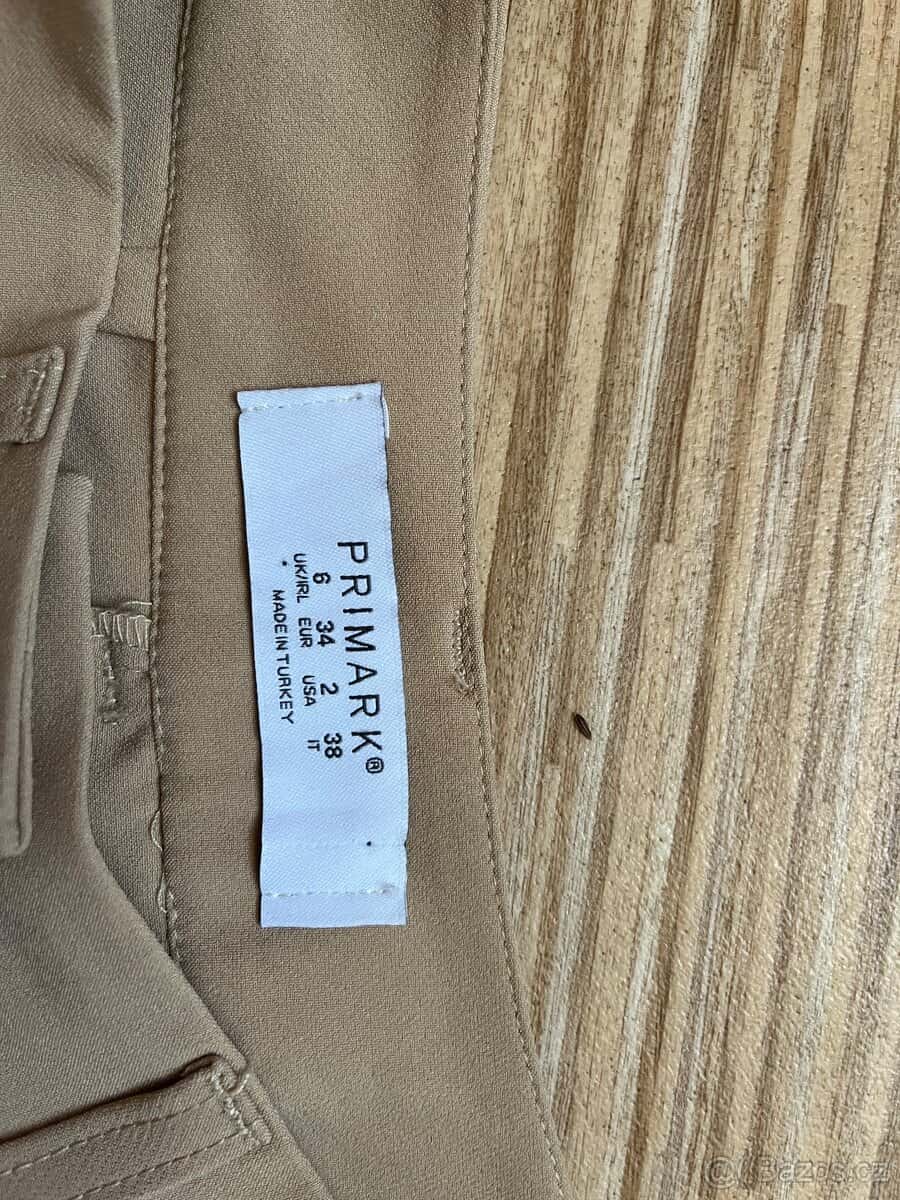 PRIMARK®
6 34 2 38
UK/IRL EUR USA IT
* MADE IN TURKEY
© Bazos.cz